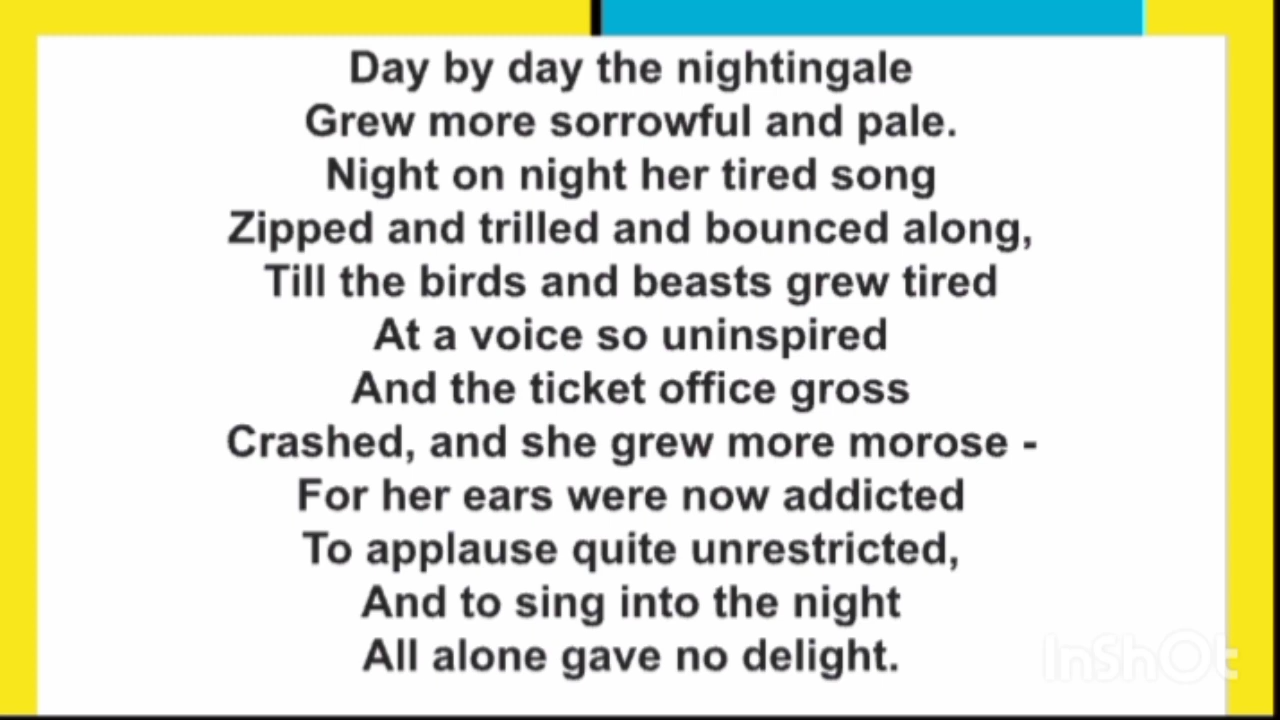 Day by day the nightingale
Grew more sorrowful and pale.
Night on night her tired song
Zipped and trilled and bounced along,
Till the birds and beasts grew tired
At a voice so uninspired
And the ticket office gross
Crashed, and she grew more morose -
For her ears were now addicted
To applause quite unrestricted,
And to sing into the night
All alone gave no delight.
InShOt